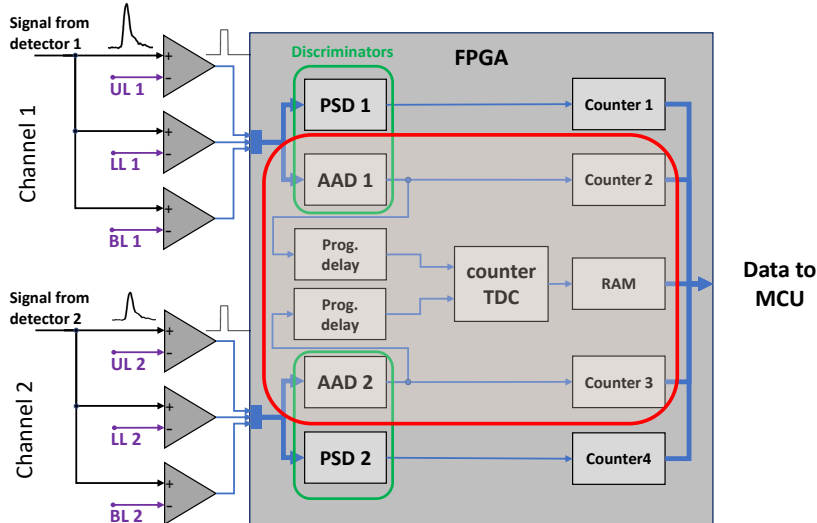 Signal from
detector 1
Channel 1
+
-
UL 1
+
-
LL 1
+
-
BL 1
FPGA
Discriminators
PSD 1
Counter 1
AAD 1
Counter 2
Prog.
delay
counter
TDC
RAM
Prog.
delay
AAD 2
Counter 3
PSD 2
Counter4
Data to
MCU
Signal from
detector 2
Channel 2
+
-
UL 2
+
-
LL 2
+
-
BL 2